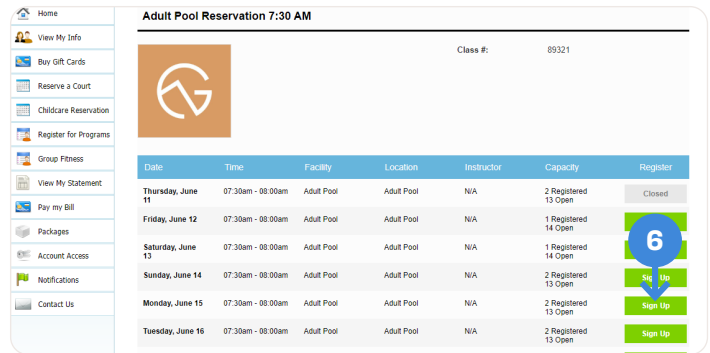 Home
View My Info
Buy Gift Cards
Reserve a Court
Childcare Reservation
Register for Programs
Group Fitness
View My Statement
Pay my Bill
Packages
Account Access
Notifications
Contact Us
Adult Pool Reservation 7:30 AM
Class #: 89321
Date Time Facility Location Instructor Capacity Register
Thursday, June 07:30am - 08:00am Adult Pool Adult Pool N/A 2 Registered Closed
11 13 Open
Friday, June 12 07:30am - 08:00am Adult Pool Adult Pool N/A 1 Registered
14 Open
Saturday, June 07:30am - 08:00am Adult Pool Adult Pool N/A 1 Registered
13 14 Open
6
Sunday, June 14 07:30am - 08:00am Adult Pool Adult Pool N/A 2 Registered Sign Up
13 Open
Monday, June 15 07:30am - 08:00am Adult Pool Adult Pool N/A 2 Registered Sign Up
13 Open
Tuesday, June 16 07:30am - 08:00am Adult Pool Adult Pool N/A 2 Registered Sign Up
13 Open